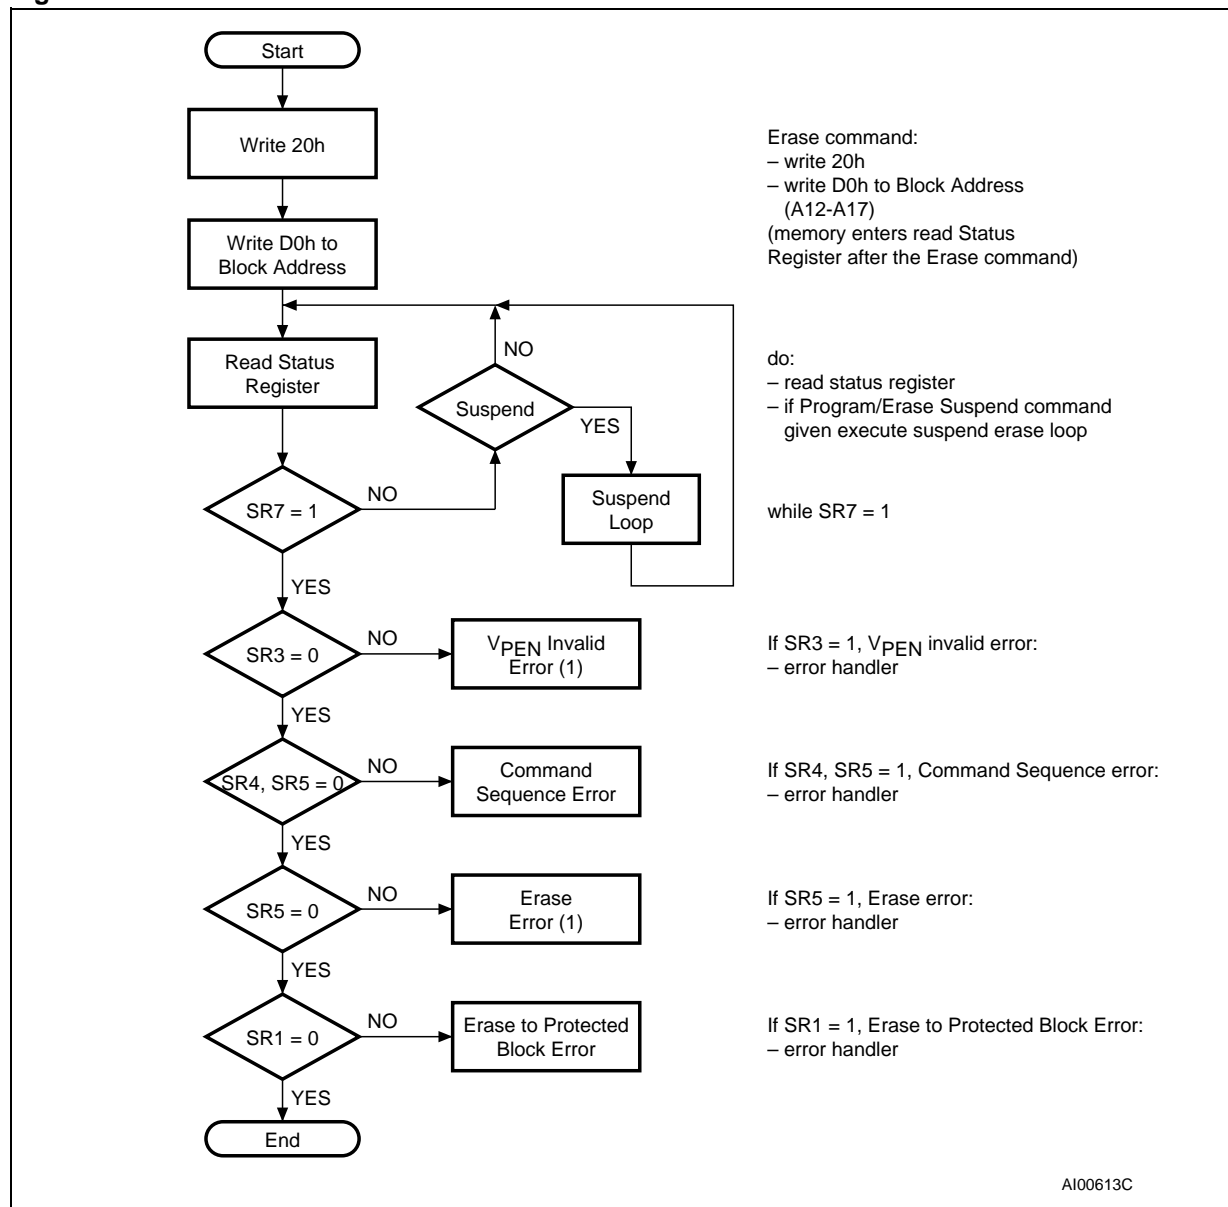 Start
Write 20h
Erase command:
– write 20h
– write D0h to Block Address
(A12-A17)
(memory enters read Status
Register after the Erase command)
Write D0h to
Block Address
Read Status
Register
NO
Suspend
YES
do:
– read status register
– if Program/Erase Suspend command
given execute suspend erase loop
SR7 = 1
NO
Suspend
Loop
while SR7 = 1
YES
SR3 = 0
NO
VPEN Invalid
Error (1)
If SR3 = 1, VPEN invalid error:
– error handler
YES
SR4, SR5 = 0
NO
Command
Sequence Error
If SR4, SR5 = 1, Command Sequence error:
– error handler
YES
SR5 = 0
NO
Erase
Error (1)
If SR5 = 1, Erase error:
– error handler
YES
SR1 = 0
NO
Erase to Protected
Block Error
If SR1 = 1, Erase to Protected Block Error:
– error handler
YES
End
AI00613C